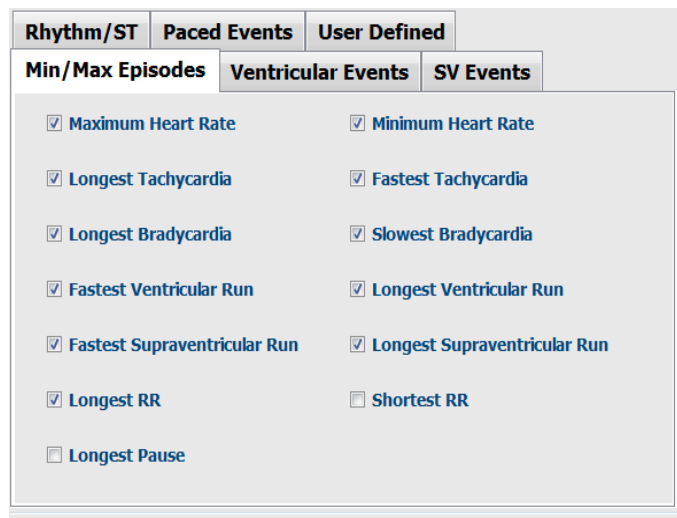 Rhythm/ST Paced Events User Defined
Min/Max Episodes Ventricular Events SV Events
Maximum Heart Rate Minimum Heart Rate
Longest Tachycardia Fastest Tachycardia
Longest Bradycardia Slowest Bradycardia
Fastest Ventricular Run Longest Ventricular Run
Fastest Supraventricular Run Longest Supraventricular Run
Longest RR Shortest RR
Longest Pause